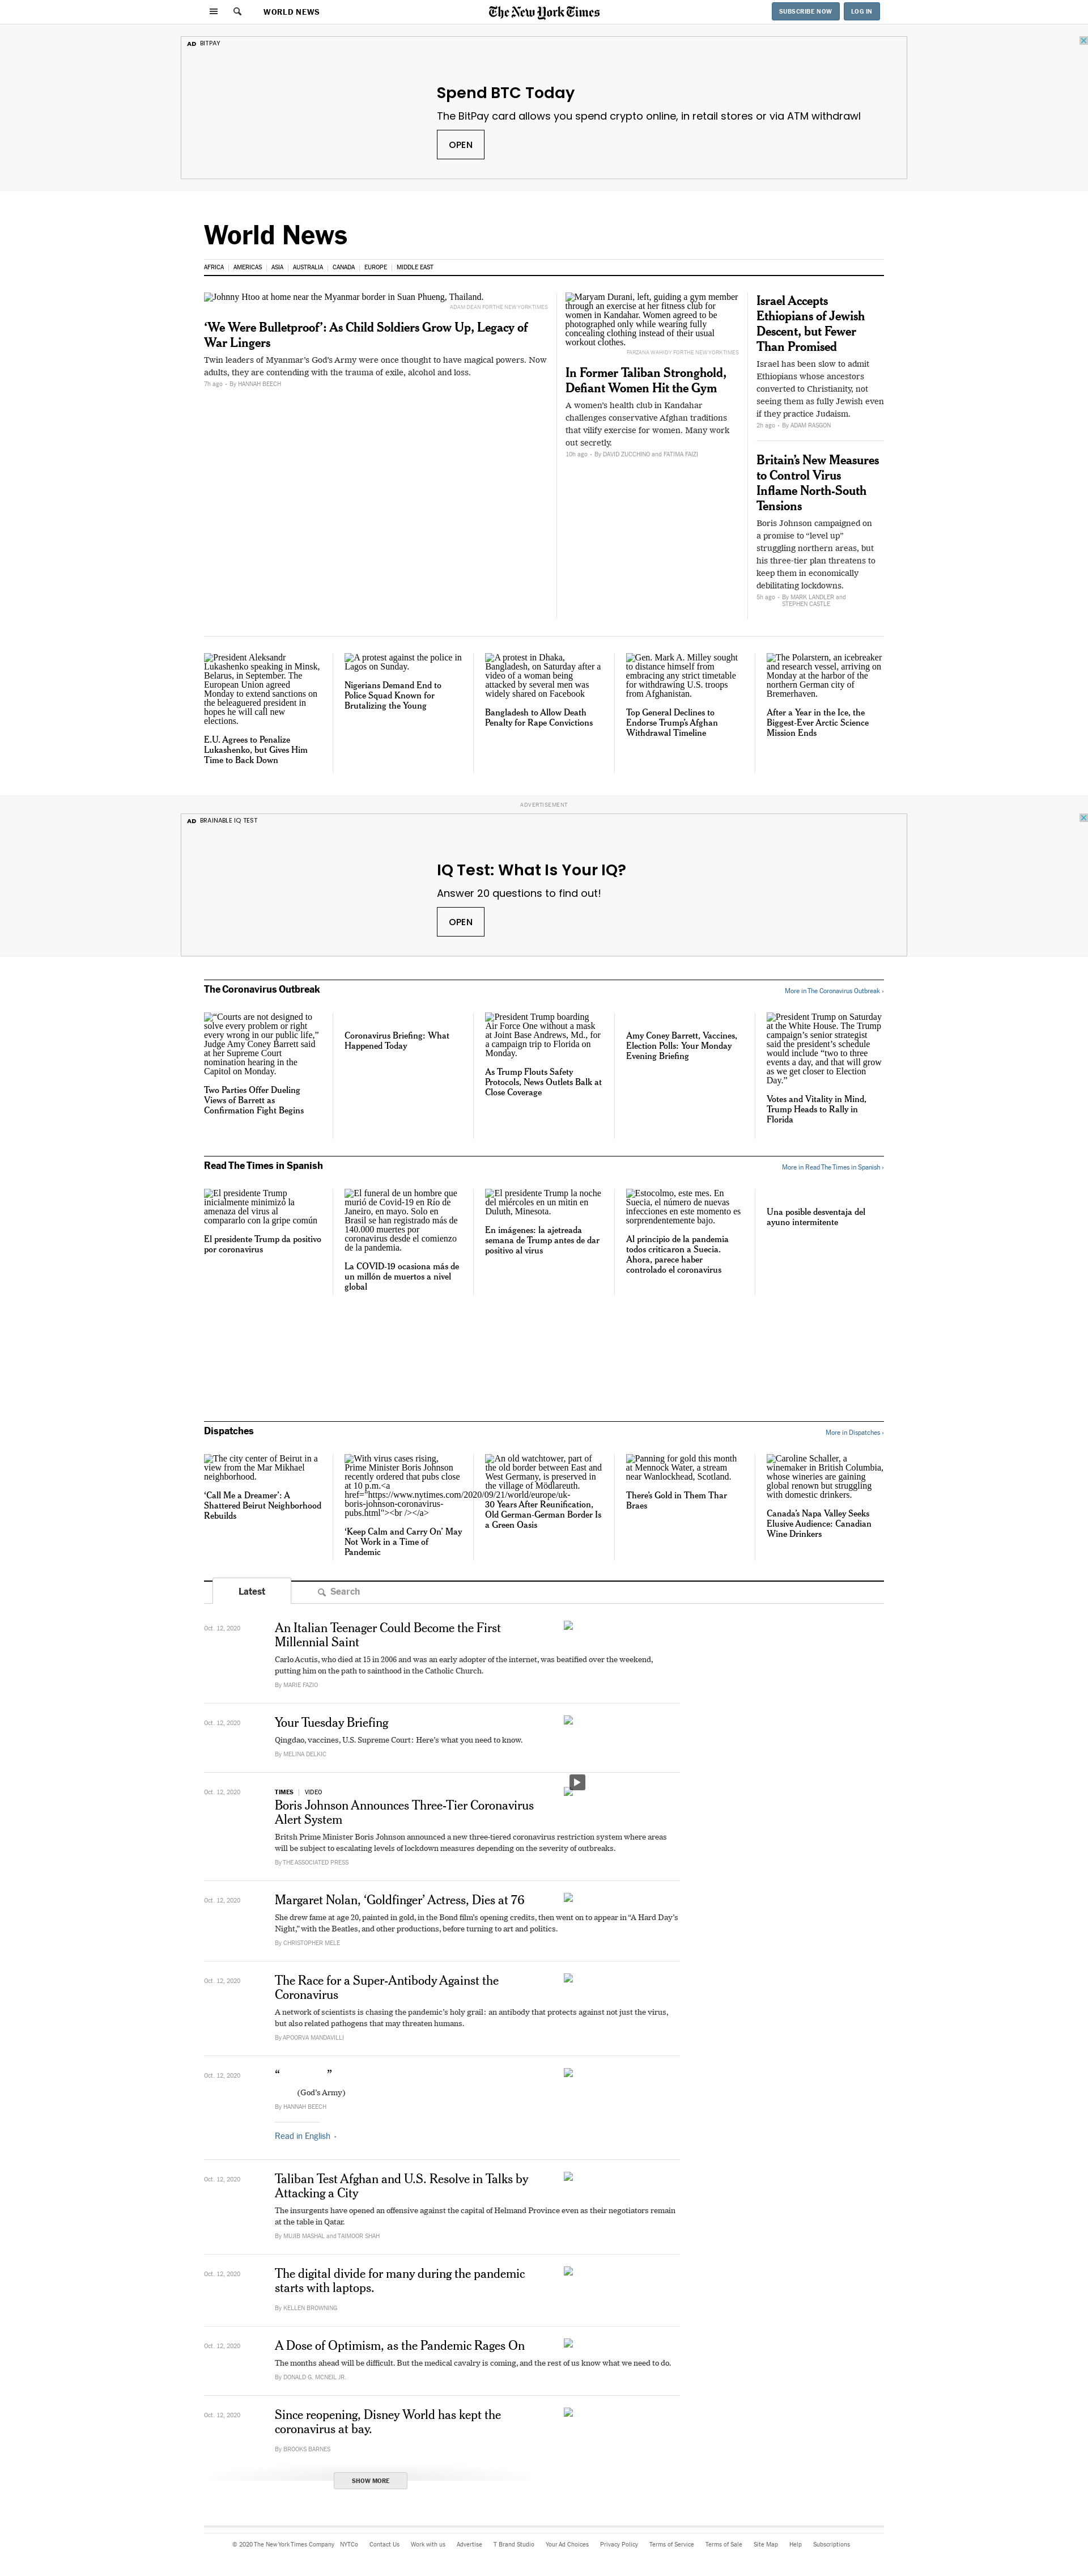 WORLD NEWS
The New York Times
SUBSCRIBE NOW
LOG IN
AD BITPAY
Spend BTC Today
The BitPay card allows you spend crypto online, in retail stores or via ATM withdrawl
OPEN
World News
AFRICA | AMERICAS | ASIA | AUSTRALIA | CANADA | EUROPE | MIDDLE EAST
Johnny Htoo at home near the Myanmar border in Suan Phueng, Thailand.
ADAM DEAN FOR THE NEW YORK TIMES
‘We Were Bulletproof’: As Child Soldiers Grow Up, Legacy of
War Lingers
Twin leaders of Myanmar’s God’s Army were once thought to have magical powers. Now
adults, they are contending with the trauma of exile, alcohol and loss.
7h ago • By HANNAH BEECH
Maryam Durani, left, guiding a gym member
through an exercise at her fitness club for
women in Kandahar. Women agreed to be
photographed only while wearing fully
concealing clothing instead of their usual
workout clothes.
FARZANA WAHIDY FOR THE NEW YORK TIMES
In Former Taliban Stronghold,
Defiant Women Hit the Gym
A women’s health club in Kandahar
challenges conservative Afghan traditions
that vilify exercise for women. Many work
out secretly.
10h ago • By DAVID ZUCCHINO and FATIMA FAIZI
Israel Accepts
Ethiopians of Jewish
Descent, but Fewer
Than Promised
Israel has been slow to admit
Ethiopians whose ancestors
converted to Christianity, not
seeing them as fully Jewish even
if they practice Judaism.
2h ago • By ADAM RASGON
Britain’s New Measures
to Control Virus
Inflame North-South
Tensions
Boris Johnson campaigned on
a promise to “level up”
struggling northern areas, but
his three-tier plan threatens to
keep them in economically
debilitating lockdowns.
5h ago • By MARK LANDLER and
STEPHEN CASTLE
President Aleksandr
Lukashenko speaking in Minsk,
Belarus, in September. The
European Union agreed
Monday to extend sanctions on
the beleaguered president in
hopes he will call new
elections.
E.U. Agrees to Penalize
Lukashenko, but Gives Him
Time to Back Down
A protest against the police in
Lagos on Sunday.
Nigerians Demand End to
Police Squad Known for
Brutalizing the Young
A protest in Dhaka,
Bangladesh, on Saturday after a
video of a woman being
attacked by several men was
widely shared on Facebook
Bangladesh to Allow Death
Penalty for Rape Convictions
Gen. Mark A. Milley sought
to distance himself from
embracing any strict timetable
for withdrawing U.S. troops
from Afghanistan.
Top General Declines to
Endorse Trump’s Afghan
Withdrawal Timeline
The Polarstern, an icebreaker
and research vessel, arriving on
Monday at the harbor of the
northern German city of
Bremerhaven.
After a Year in the Ice, the
Biggest-Ever Arctic Science
Mission Ends
ADVERTISEMENT
AD BRAINABLE IQ TEST
IQ Test: What Is Your IQ?
Answer 20 questions to find out!
OPEN
The Coronavirus Outbreak
More in The Coronavirus Outbreak ›
“Courts are not designed to
solve every problem or right
every wrong in our public life,”
Judge Amy Coney Barrett said
at her Supreme Court
nomination hearing in the
Capitol on Monday.
Two Parties Offer Dueling
Views of Barrett as
Confirmation Fight Begins
Coronavirus Briefing: What
Happened Today
President Trump boarding
Air Force One without a mask
at Joint Base Andrews, Md., for
a campaign trip to Florida on
Monday.
As Trump Flouts Safety
Protocols, News Outlets Balk at
Close Coverage
Amy Coney Barrett, Vaccines,
Election Polls: Your Monday
Evening Briefing
President Trump on Saturday
at the White House. The Trump
campaign’s senior strategist
said the president’s schedule
would include “two to three
events a day, and that will grow
as we get closer to Election
Day.”
Votes and Vitality in Mind,
Trump Heads to Rally in
Florida
Read The Times in Spanish
More in Read The Times in Spanish ›
El presidente Trump
inicialmente minimizó la
amenaza del virus al
compararlo con la gripe común
El presidente Trump da positivo
por coronavirus
El funeral de un hombre que
murió de Covid-19 en Río de
Janeiro, en mayo. Solo en
Brasil se han registrado más de
140.000 muertes por
coronavirus desde el comienzo
de la pandemia.
La COVID-19 ocasiona más de
un millón de muertos a nivel
global
El presidente Trump la noche
del miércoles en un mitin en
Duluth, Minesota.
En imágenes: la ajetreada
semana de Trump antes de dar
positivo al virus
Estocolmo, este mes. En
Suecia, el número de nuevas
infecciones en este momento es
sorprendentemente bajo.
Al principio de la pandemia
todos criticaron a Suecia.
Ahora, parece haber
controlado el coronavirus
Una posible desventaja del
ayuno intermitente
Dispatches
More in Dispatches ›
The city center of Beirut in a
view from the Mar Mikhael
neighborhood.
‘Call Me a Dreamer’: A
Shattered Beirut Neighborhood
Rebuilds
With virus cases rising,
Prime Minister Boris Johnson
recently ordered that pubs close
at 10 p.m.<a
href="https://www.nytimes.com/2020/09/21/world/europe/uk-
boris-johnson-coronavirus-
pubs.html"><br /></a>
‘Keep Calm and Carry On’ May
Not Work in a Time of
Pandemic
An old watchtower, part of
the old border between East and
West Germany, is preserved in
the village of Mödlareuth.
30 Years After Reunification,
Old German-German Border Is
a Green Oasis
Panning for gold this month
at Mennock Water, a stream
near Wanlockhead, Scotland.
There’s Gold in Them Thar
Braes
Caroline Schaller, a
winemaker in British Columbia,
whose wineries are gaining
global renown but struggling
with domestic drinkers.
Canada’s Napa Valley Seeks
Elusive Audience: Canadian
Wine Drinkers
Latest
Search
Oct. 12, 2020
An Italian Teenager Could Become the First
Millennial Saint
Carlo Acutis, who died at 15 in 2006 and was an early adopter of the internet, was beatified over the weekend,
putting him on the path to sainthood in the Catholic Church.
By MARIE FAZIO
Oct. 12, 2020
Your Tuesday Briefing
Qingdao, vaccines, U.S. Supreme Court: Here’s what you need to know.
By MELINA DELKIC
Oct. 12, 2020
TIMES | VIDEO
Boris Johnson Announces Three-Tier Coronavirus
Alert System
Britsh Prime Minister Boris Johnson announced a new three-tiered coronavirus restriction system where areas
will be subject to escalating levels of lockdown measures depending on the severity of outbreaks.
By THE ASSOCIATED PRESS
Oct. 12, 2020
Margaret Nolan, ‘Goldfinger’ Actress, Dies at 76
She drew fame at age 20, painted in gold, in the Bond film’s opening credits, then went on to appear in “A Hard Day’s
Night,” with the Beatles, and other productions, before turning to art and politics.
By CHRISTOPHER MELE
Oct. 12, 2020
The Race for a Super-Antibody Against the
Coronavirus
A network of scientists is chasing the pandemic’s holy grail: an antibody that protects against not just the virus,
but also related pathogens that may threaten humans.
By APOORVA MANDAVILLI
Oct. 12, 2020
“ ”
(God’s Army)
By HANNAH BEECH
Read in English
Oct. 12, 2020
Taliban Test Afghan and U.S. Resolve in Talks by
Attacking a City
The insurgents have opened an offensive against the capital of Helmand Province even as their negotiators remain
at the table in Qatar.
By MUJIB MASHAL and TAIMOOR SHAH
Oct. 12, 2020
The digital divide for many during the pandemic
starts with laptops.
By KELLEN BROWNING
Oct. 12, 2020
A Dose of Optimism, as the Pandemic Rages On
The months ahead will be difficult. But the medical cavalry is coming, and the rest of us know what we need to do.
By DONALD G. MCNEIL JR.
Oct. 12, 2020
Since reopening, Disney World has kept the
coronavirus at bay.
By BROOKS BARNES
SHOW MORE
© 2020 The New York Times Company NYTCo Contact Us Work with us Advertise T Brand Studio Your Ad Choices Privacy Policy Terms of Service Terms of Sale Site Map Help Subscriptions